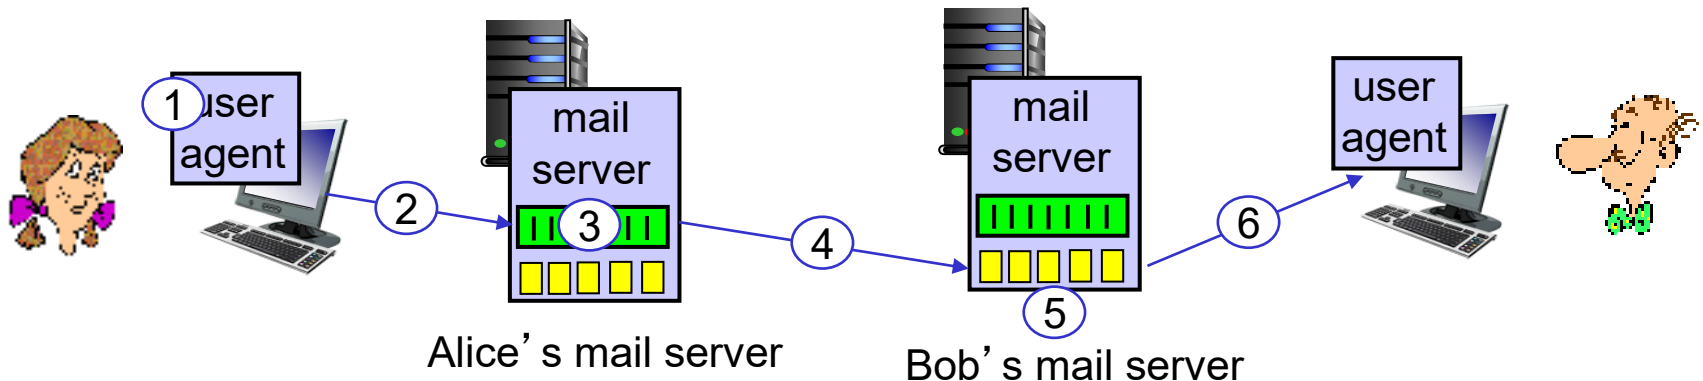 1
user
agent
2
mail
server
3
4
mail
server
5
6
user
agent
Alice’s mail server
Bob’s mail server